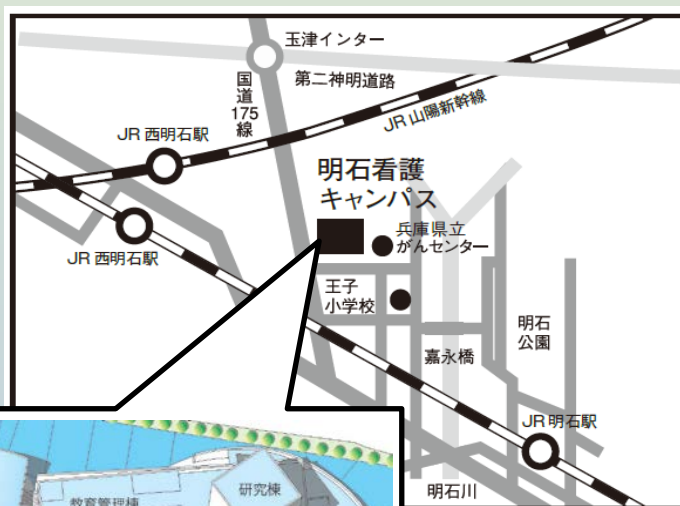 玉津インター
第二神明道路
国道175線
JR山陽新幹線
JR 西明石駅
明石看護
キャンパス
兵庫県立
がんセンター
JR 西明石駅
王子
小学校
明石
公園
嘉永橋
JR 明石駅
明石川
研究棟
教育管理棟